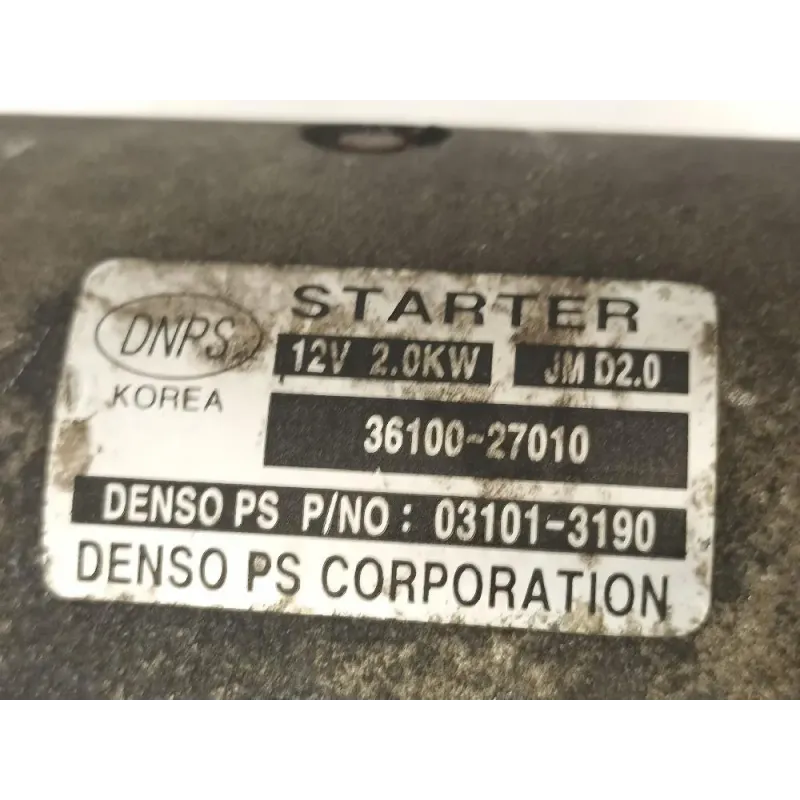 DNPS STARTER
12V 2.0KW JM D2.0
KOREA
36100-27010
DENSO PS P/NO: 03101-3190
DENSO PS CORPORATION